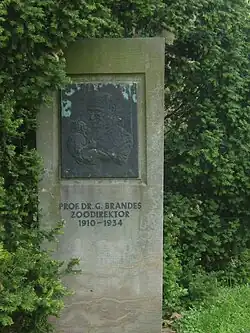 PROF. DR. G. BRANDES
ZOODIREKTOR
1910-1934